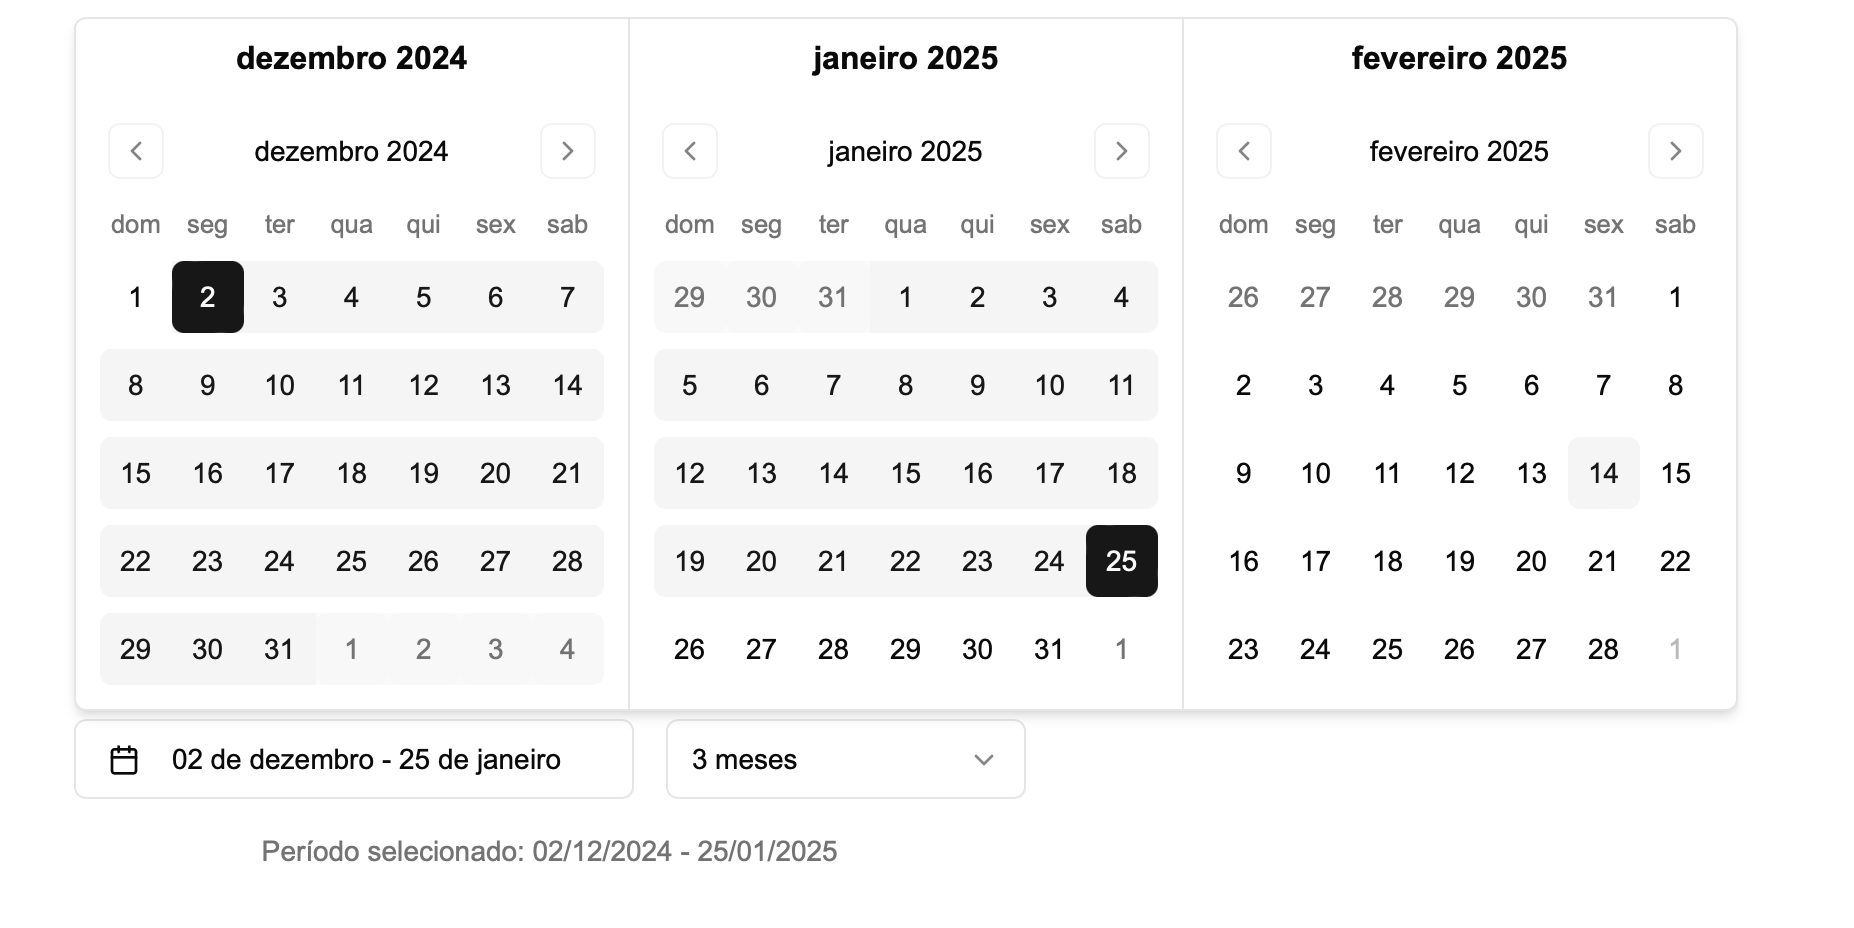 dezembro 2024
dezembro 2024
dom seg ter qua qui sex sab
1 2 3 4 5 6 7
8 9 10 11 12 13 14
15 16 17 18 19 20 21
22 23 24 25 26 27 28
29 30 31 1 2 3 4
janeiro 2025
janeiro 2025
dom seg ter qua qui sex sab
29 30 31 1 2 3 4
5 6 7 8 9 10 11
12 13 14 15 16 17 18
19 20 21 22 23 24 25
26 27 28 29 30 31 1
fevereiro 2025
fevereiro 2025
dom seg ter qua qui sex sab
26 27 28 29 30 31 1
2 3 4 5 6 7 8
9 10 11 12 13 14 15
16 17 18 19 20 21 22
23 24 25 26 27 28 1
02 de dezembro - 25 de janeiro
3 meses
Período selecionado: 02/12/2024 - 25/01/2025